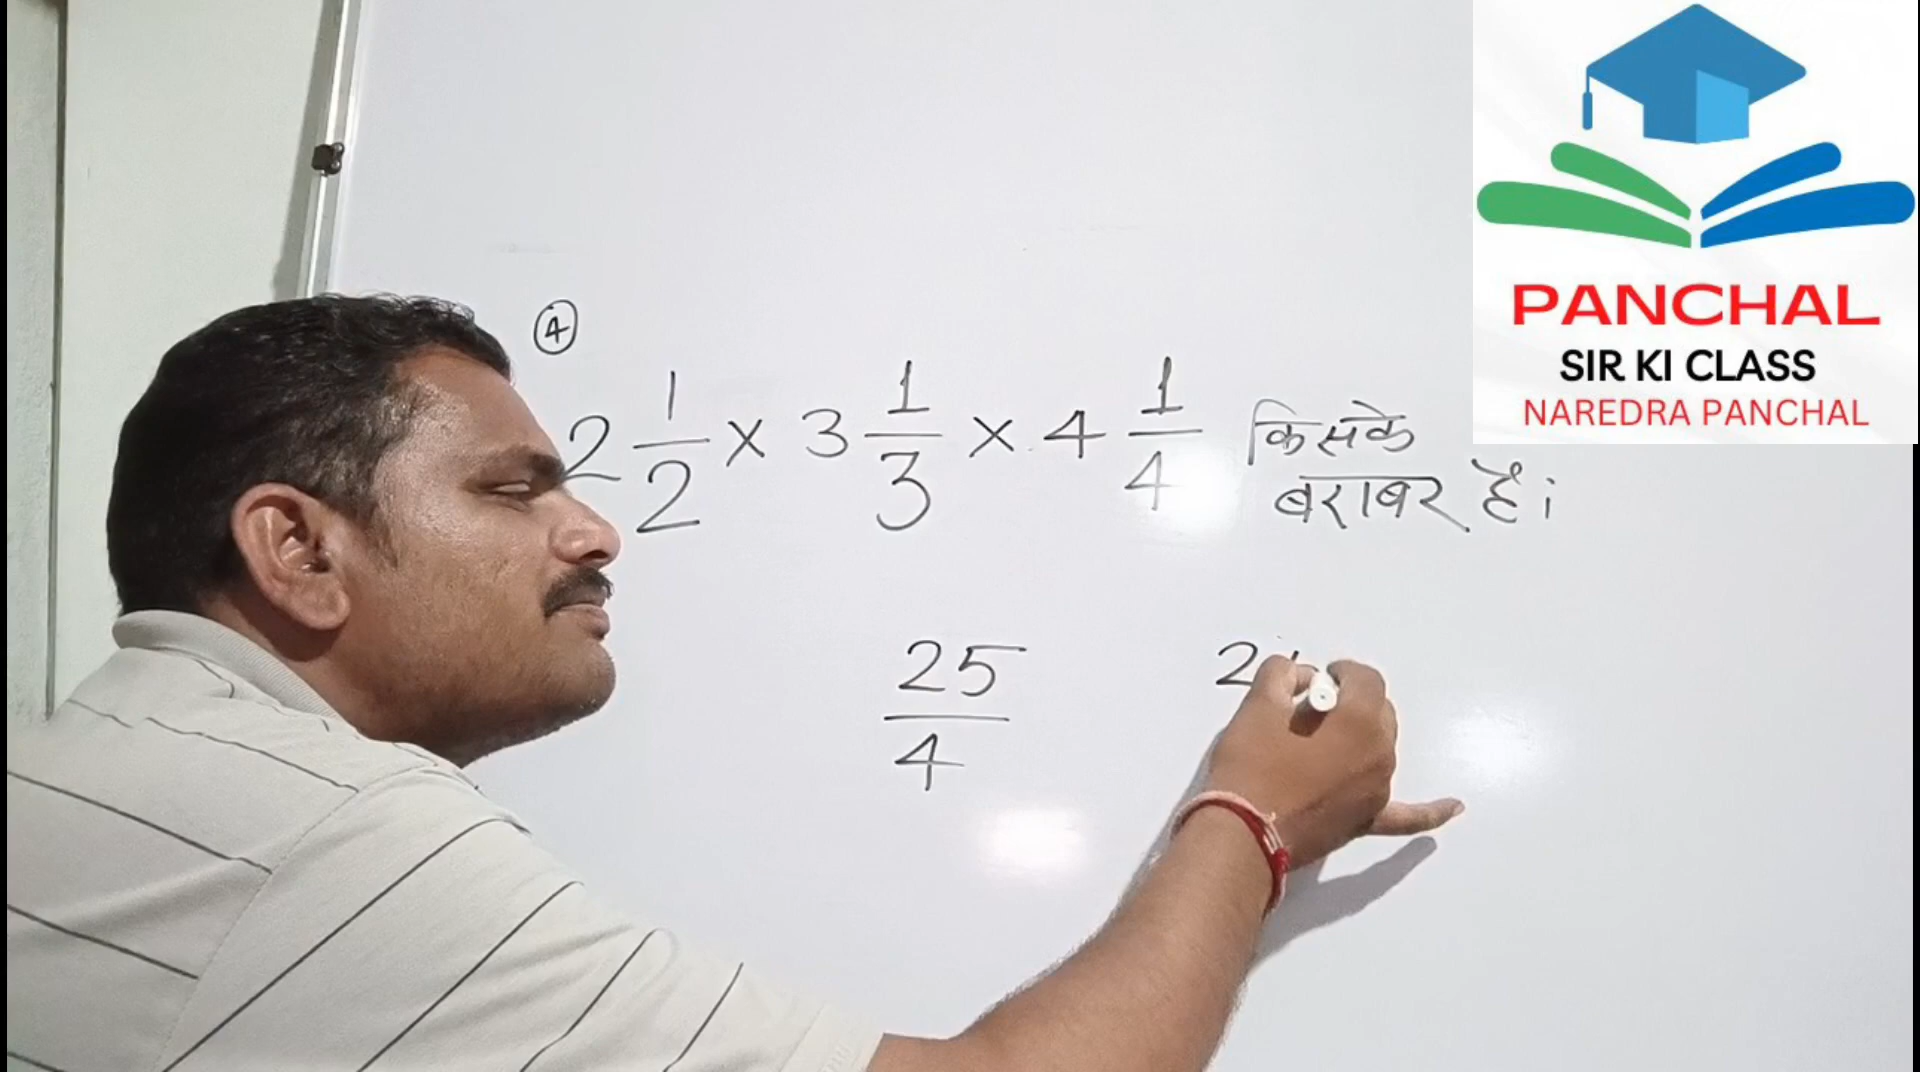 PANCHAL
SIR KI CLASS
NAREDRA PANCHAL
④
2 1/2 × 3 1/3 × 4 1/4 किसके
बराबर है।
25/4
2